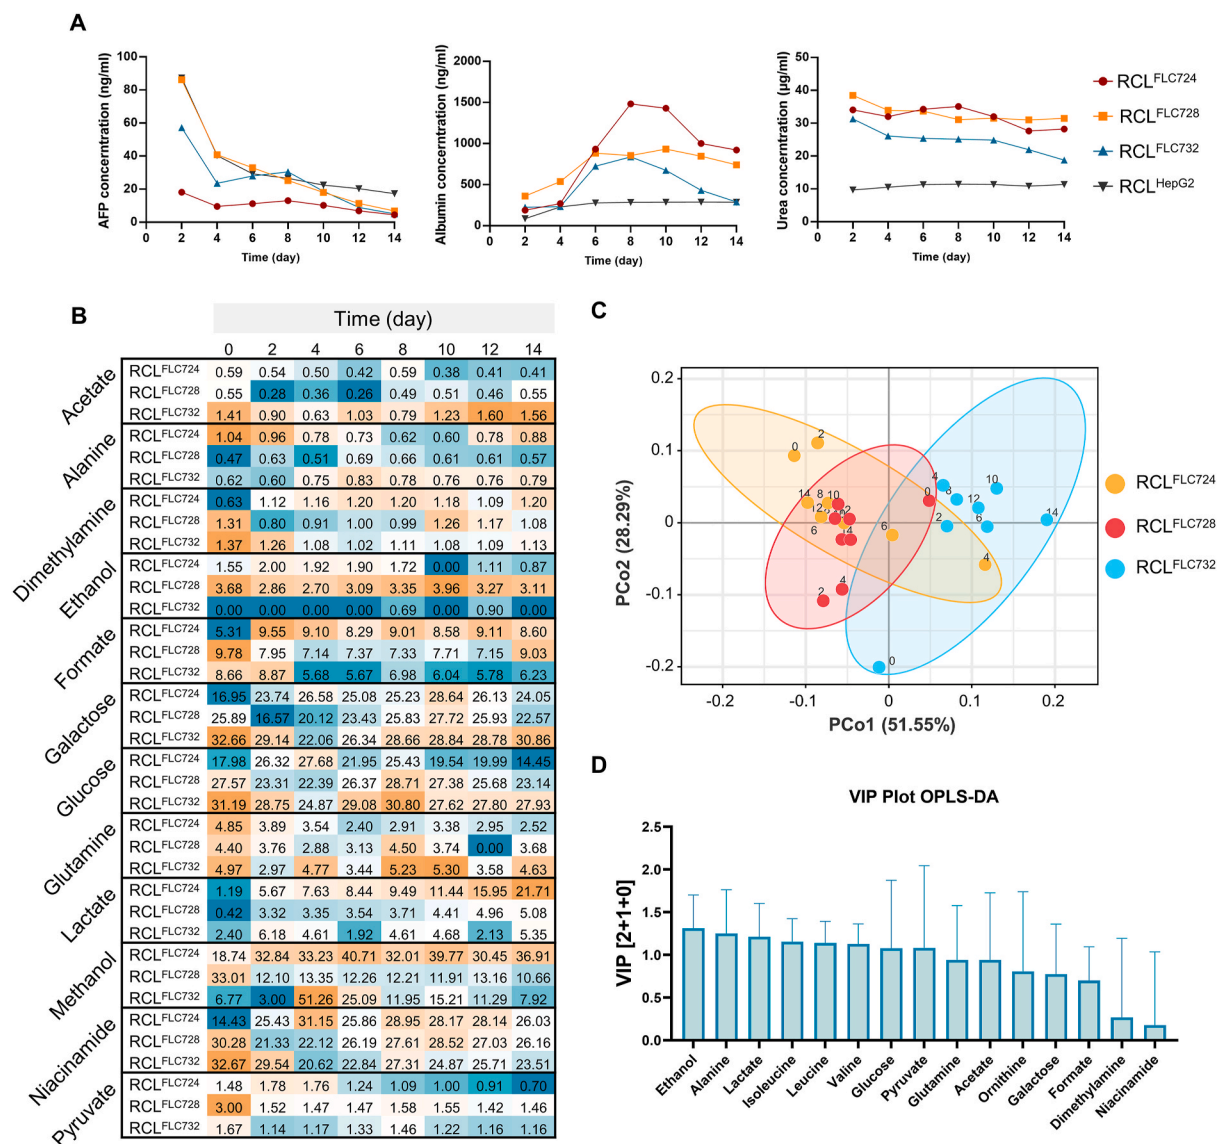 A
AFP concerntration (ng/ml)
100
80
60
40
20
0
0 2 4 6 8 10 12 14
Time (day)
Albumin concentration (ng/ml)
2000
1500
1000
500
0
0 2 4 6 8 10 12 14
Time (day)
Urea concentration (µg/ml)
50
40
30
20
10
0
0 2 4 6 8 10 12 14
Time (day)
RCLFLC724
RCLFLC728
RCLFLC732
RCLHepG2
B
Time (day)
0 2 4 6 8 10 12 14
Acetate
RCLFLC724 0.59 0.54 0.50 0.42 0.59 0.38 0.41 0.41
RCLFLC728 0.55 0.28 0.36 0.26 0.49 0.51 0.46 0.55
RCLFLC732 1.41 0.90 0.63 1.03 0.79 1.23 1.60 1.56
Alanine
RCLFLC724 1.04 0.96 0.78 0.73 0.62 0.60 0.78 0.88
RCLFLC728 0.47 0.63 0.51 0.69 0.66 0.61 0.61 0.57
RCLFLC732 0.62 0.60 0.75 0.83 0.78 0.76 0.76 0.79
Dimethylamine
RCLFLC724 0.63 1.12 1.16 1.20 1.20 1.18 1.09 1.20
RCLFLC728 1.31 0.80 0.91 1.00 0.99 1.26 1.17 1.08
RCLFLC732 1.37 1.26 1.08 1.02 1.11 1.08 1.09 1.13
Ethanol
RCLFLC724 1.55 2.00 1.92 1.90 1.72 0.00 1.11 0.87
RCLFLC728 3.68 2.86 2.70 3.09 3.35 3.96 3.27 3.11
RCLFLC732 0.00 0.00 0.00 0.00 0.69 0.00 0.90 0.00
Formate
RCLFLC724 5.31 9.55 9.10 8.29 9.01 8.58 9.11 8.60
RCLFLC728 9.78 7.95 7.14 7.37 7.33 7.71 7.15 9.03
RCLFLC732 8.66 8.87 5.68 5.67 6.98 6.04 5.78 6.23
Galactose
RCLFLC724 16.95 23.74 26.58 25.08 25.23 28.64 26.13 24.05
RCLFLC728 25.89 16.57 20.12 23.43 25.83 27.72 25.93 22.57
RCLFLC732 32.66 29.14 22.06 26.34 28.66 28.84 28.78 30.86
Glucose
RCLFLC724 17.98 26.32 27.68 21.95 25.43 19.54 19.99 14.45
RCLFLC728 27.57 23.31 22.39 26.37 28.71 27.38 25.68 23.14
RCLFLC732 31.19 28.75 24.87 29.08 30.80 27.62 27.80 27.93
Glutamine
RCLFLC724 4.85 3.89 3.54 2.40 2.91 3.38 2.95 2.52
RCLFLC728 4.40 3.76 2.88 3.13 4.50 3.74 0.00 3.68
RCLFLC732 4.97 2.97 4.77 3.44 5.23 5.30 3.58 4.63
Lactate
RCLFLC724 1.19 5.67 7.63 8.44 9.49 11.44 15.95 21.71
RCLFLC728 0.42 3.32 3.35 3.54 3.71 4.41 4.96 5.08
RCLFLC732 2.40 6.18 4.61 1.92 4.61 4.68 2.13 5.35
Methanol
RCLFLC724 18.74 32.84 33.23 40.71 32.01 39.77 30.45 36.91
RCLFLC728 33.01 12.10 13.35 12.26 12.21 11.91 13.16 10.66
RCLFLC732 6.77 3.00 51.26 25.09 11.95 15.21 11.29 7.92
Niacinamide
RCLFLC724 14.43 25.43 31.15 25.86 28.95 28.17 28.14 26.03
RCLFLC728 30.28 21.33 22.12 26.19 27.61 28.52 27.03 26.16
RCLFLC732 32.67 29.54 20.62 22.84 27.31 24.87 25.71 23.51
Pyruvate
RCLFLC724 1.48 1.78 1.76 1.24 1.09 1.00 0.91 0.70
RCLFLC728 3.00 1.52 1.47 1.47 1.58 1.55 1.42 1.46
RCLFLC732 1.67 1.14 1.17 1.33 1.46 1.22 1.16 1.16
C
PCo2 (28.29%)
0.2
0.1
0
-0.1
-0.2
0 2
14 8 10
6
0
4
10
12
2
6
14
6
4
4
2
0
-0.2 -0.1 0 0.1 0.2
PCo1 (51.55%)
RCLFLC724
RCLFLC728
RCLFLC732
D
VIP Plot OPLS-DA
VIP [2+1+0]
2.5
2.0
1.5
1.0
0.5
0.0
Ethanol
Alanine
Lactate
Isoleucine
Leucine
Valine
Glucose
Pyruvate
Glutamine
Acetate
Ornithine
Galactose
Formate
Dimethylamine
Niacinamide